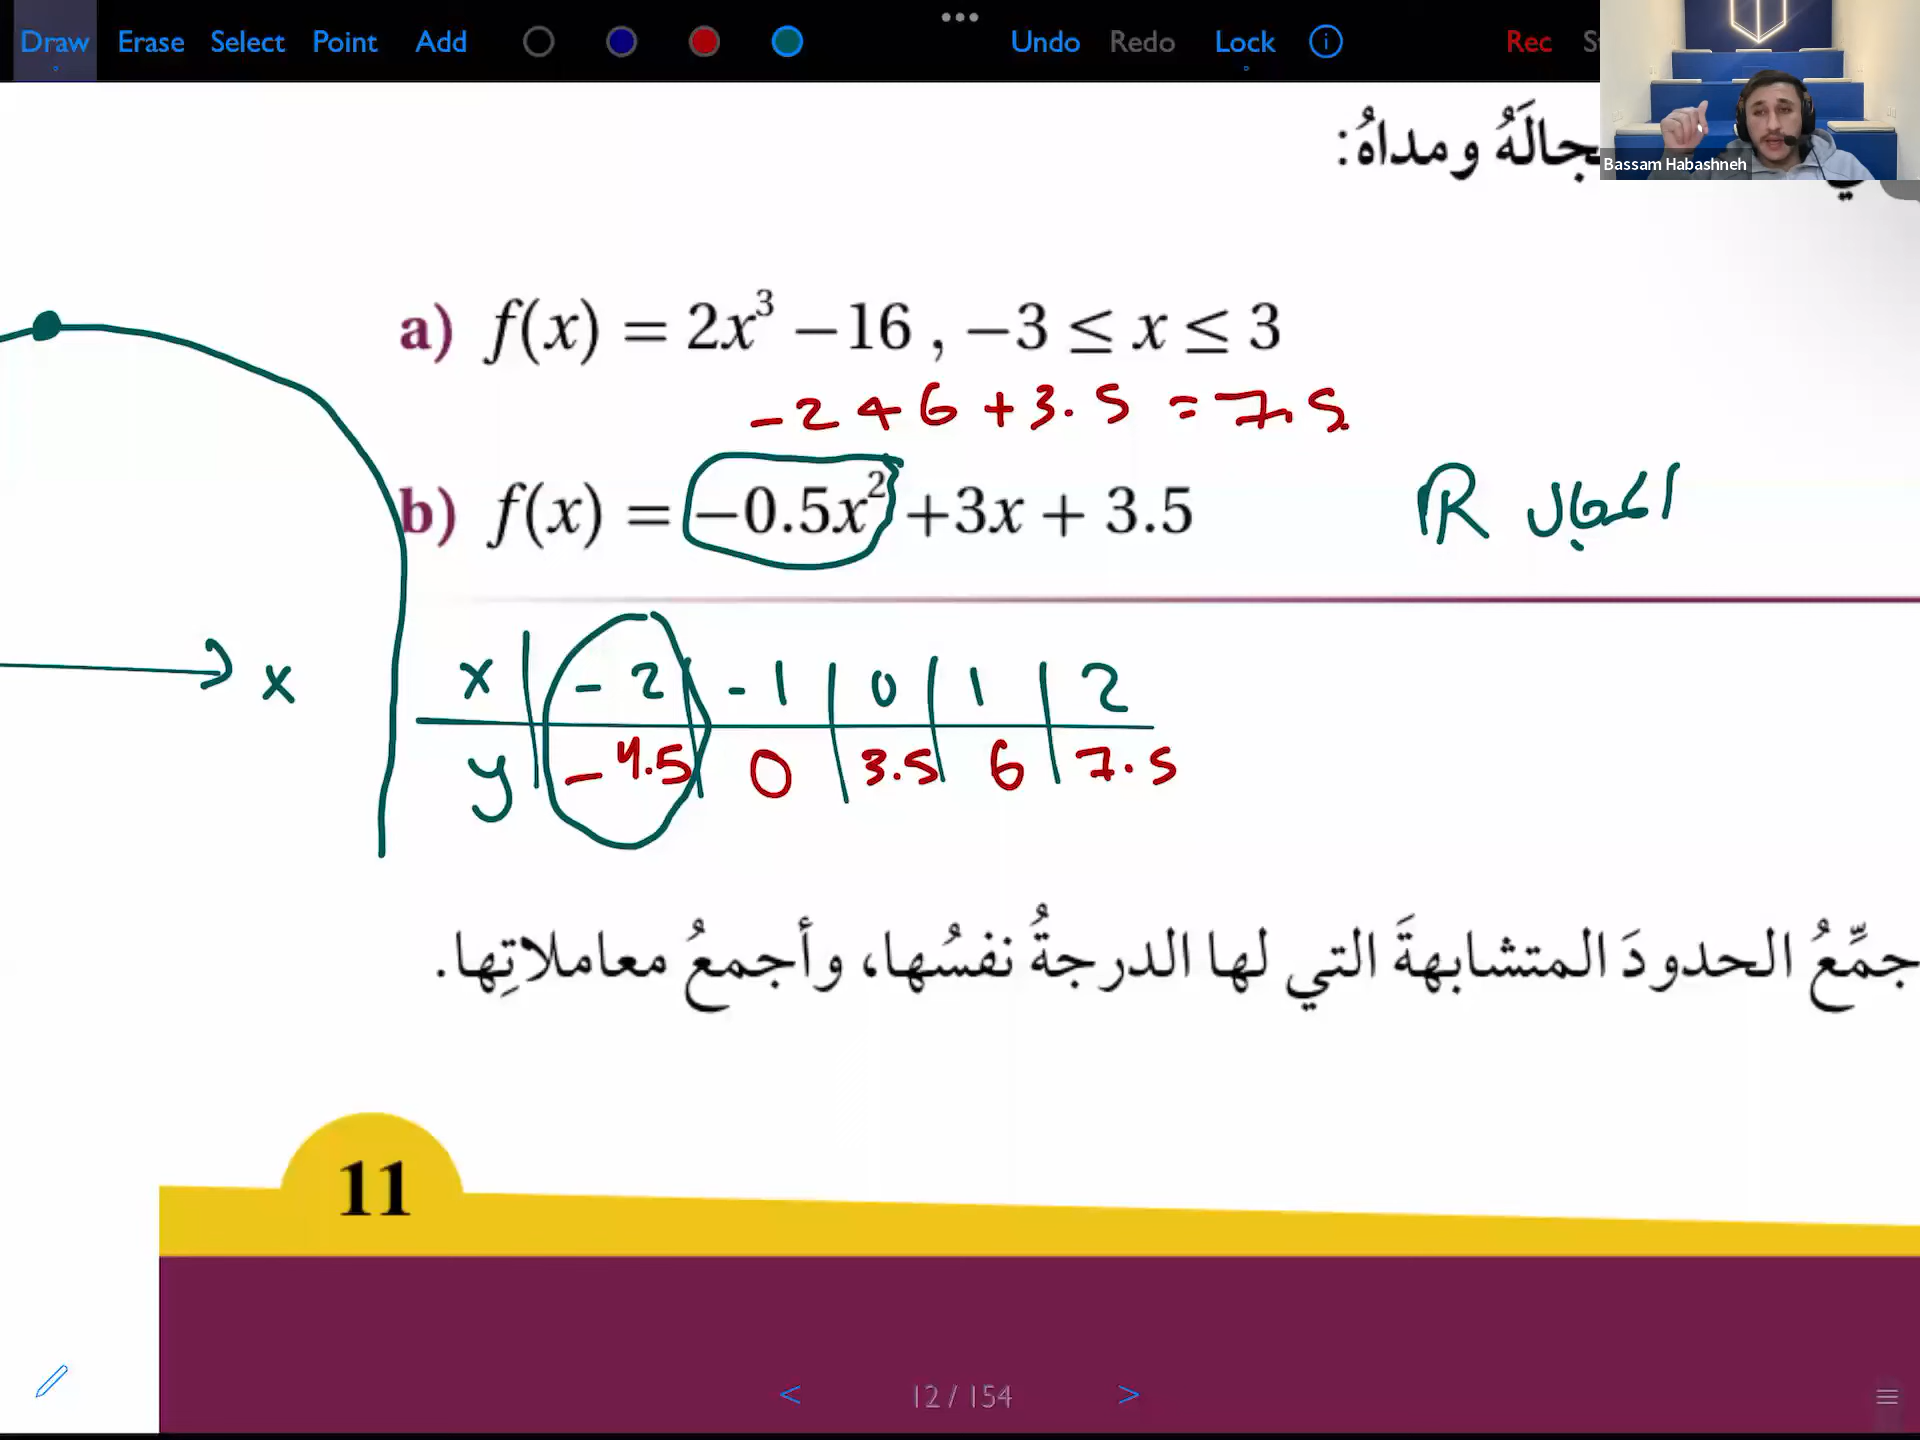 Draw Erase Select Point Add Undo Redo Lock Rec
Bassam Habashneh
ومداهُ:
a) f(x) = 2x³ − 16 , −3 ≤ x ≤ 3
-2 + 6 + 3.5 = 7.5
b) f(x) = −0.5x² + 3x + 3.5
المجال R
x | -2 | -1 | 0 | 1 | 2
y | -4.5 | 0 | 3.5 | 6 | 7.5
x
الحدودَ المتشابهةَ التي لها الدرجةُ نفسُها، وأجمعُ معاملاتِها.
11
< 12 / 154 >